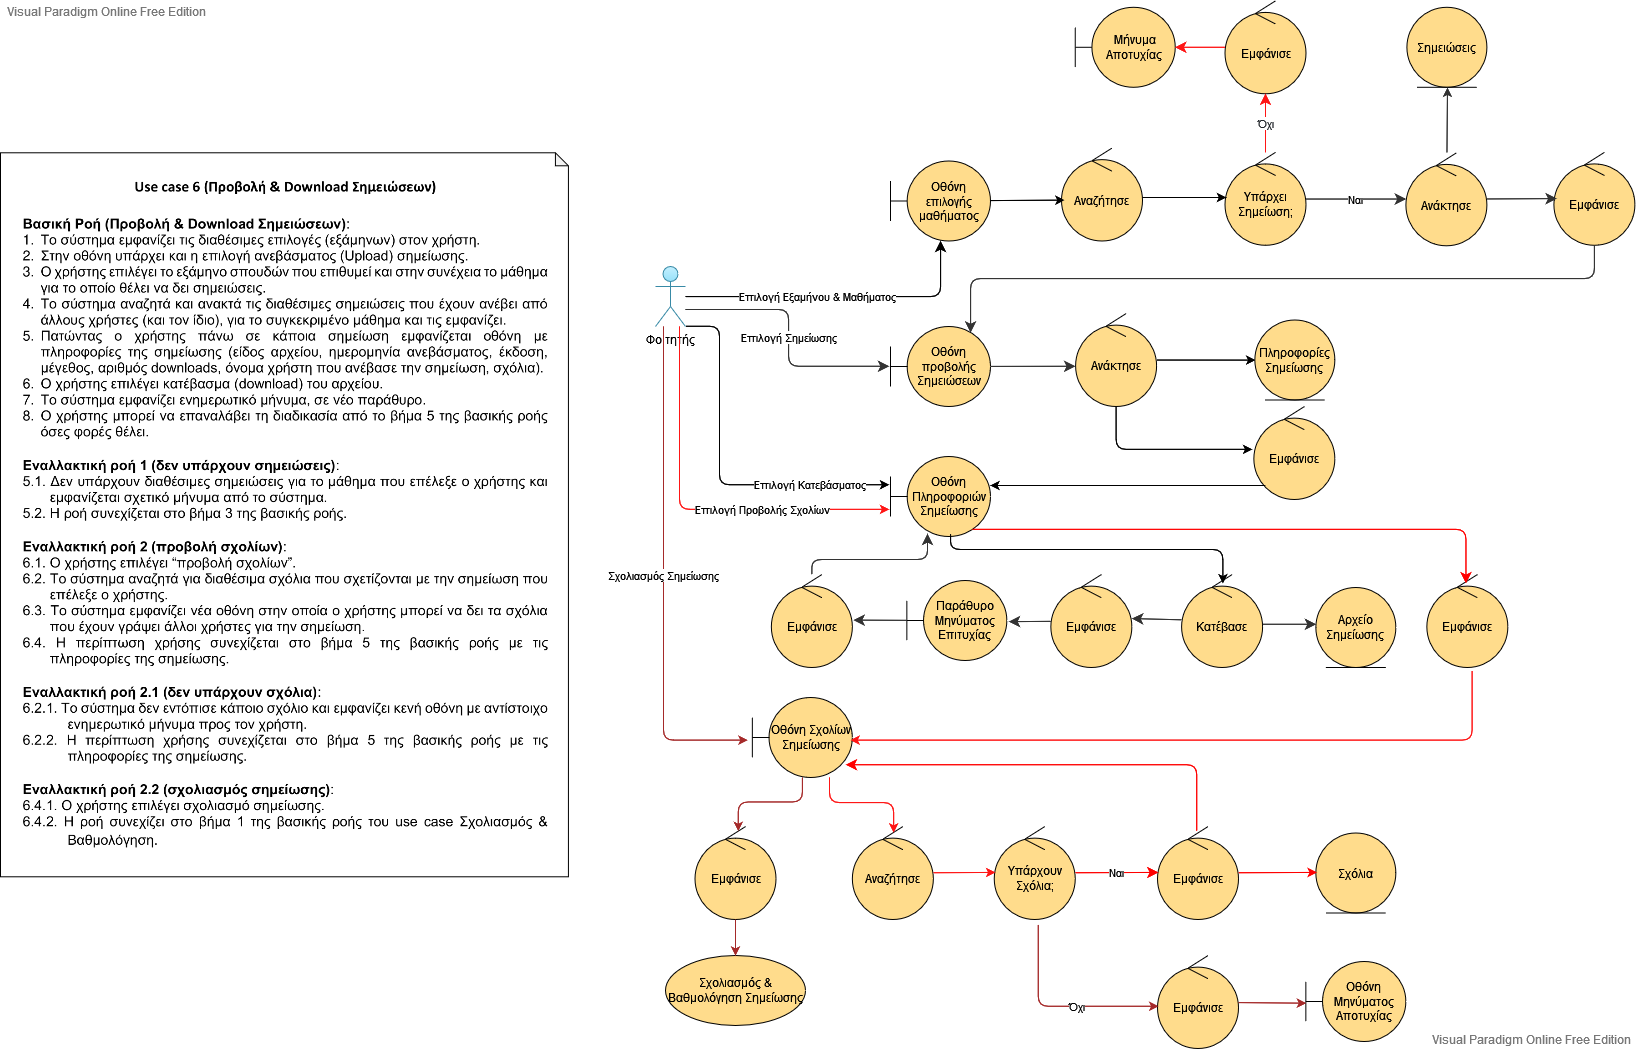 Visual Paradigm Online Free Edition
Use case 6 (Προβολή & Download Σημειώσεων)
Βασική Ροή (Προβολή & Download Σημειώσεων):
1. Το σύστημα εμφανίζει τις διαθέσιμες επιλογές (εξάμηνων) στον χρήστη.
2. Στην οθόνη υπάρχει και η επιλογή ανεβάσματος (Upload) σημείωσης.
3. Ο χρήστης επιλέγει το εξάμηνο σπουδών που επιθυμεί και στην συνέχεια το μάθημα
για το οποίο θέλει να δει σημειώσεις.
4. Το σύστημα αναζητά και ανακτά τις διαθέσιμες σημειώσεις που έχουν ανέβει από
άλλους χρήστες (και τον ίδιο), για το συγκεκριμένο μάθημα και τις εμφανίζει.
5. Πατώντας ο χρήστης πάνω σε κάποια σημείωση εμφανίζεται οθόνη με
πληροφορίες της σημείωσης (είδος αρχείου, ημερομηνία ανεβάσματος, έκδοση,
μέγεθος, αριθμός downloads, όνομα χρήστη που ανέβασε την σημείωση, σχόλια).
6. Ο χρήστης επιλέγει κατέβασμα (download) του αρχείου.
7. Το σύστημα εμφανίζει ενημερωτικό μήνυμα, σε νέο παράθυρο.
8. Ο χρήστης μπορεί να επαναλάβει τη διαδικασία από το βήμα 5 της βασικής ροής
όσες φορές θέλει.
Εναλλακτική ροή 1 (δεν υπάρχουν σημειώσεις):
5.1. Δεν υπάρχουν διαθέσιμες σημειώσεις για το μάθημα που επέλεξε ο χρήστης και
εμφανίζεται σχετικό μήνυμα από το σύστημα.
5.2. Η ροή συνεχίζεται στο βήμα 3 της βασικής ροής.
Εναλλακτική ροή 2 (προβολή σχολίων):
6.1. Ο χρήστης επιλέγει “προβολή σχολίων”.
6.2. Το σύστημα αναζητά για διαθέσιμα σχόλια που σχετίζονται με την σημείωση που
επέλεξε ο χρήστης.
6.3. Το σύστημα εμφανίζει νέα οθόνη στην οποία ο χρήστης μπορεί να δει τα σχόλια
που έχουν γράψει άλλοι χρήστες για την σημείωση.
6.4. Η περίπτωση χρήσης συνεχίζεται στο βήμα 5 της βασικής ροής με τις
πληροφορίες της σημείωσης.
Εναλλακτική ροή 2.1 (δεν υπάρχουν σχόλια):
6.2.1. Το σύστημα δεν εντόπισε κάποιο σχόλιο και εμφανίζει κενή οθόνη με αντίστοιχο
ενημερωτικό μήνυμα προς τον χρήστη.
6.2.2. Η περίπτωση χρήσης συνεχίζεται στο βήμα 5 της βασικής ροής με τις
πληροφορίες της σημείωσης.
Εναλλακτική ροή 2.2 (σχολιασμός σημείωσης):
6.4.1. Ο χρήστης επιλέγει σχολιασμό σημείωσης.
6.4.2. Η ροή συνεχίζει στο βήμα 1 της βασικής ροής του use case Σχολιασμός &
Βαθμολόγηση.
Μήνυμα
Αποτυχίας
Εμφάνισε
Σημειώσεις
Όχι
Οθόνη
επιλογής
μαθήματος
Αναζήτησε
Υπάρχει
Σημείωση;
Ναι
Ανάκτησε
Εμφάνισε
Φοιτητής
Επιλογή Εξαμήνου & Μαθήματος
Επιλογή Σημείωσης
Οθόνη
προβολής
Σημειώσεων
Ανάκτησε
Πληροφορίες
Σημείωσης
Εμφάνισε
Επιλογή Κατεβάσματος
Επιλογή Προβολής Σχολίων
Οθόνη
Πληροφοριών
Σημείωσης
Σχολιασμός Σημείωσης
Εμφάνισε
Παράθυρο
Μηνύματος
Επιτυχίας
Εμφάνισε
Κατέβασε
Αρχείο
Σημείωσης
Εμφάνισε
Οθόνη Σχολίων
Σημείωσης
Εμφάνισε
Αναζήτησε
Υπάρχουν
Σχόλια;
Ναι
Εμφάνισε
Σχόλια
Σχολιασμός &
Βαθμολόγηση Σημείωσης
Όχι
Εμφάνισε
Οθόνη
Μηνύματος
Αποτυχίας
Visual Paradigm Online Free Edition